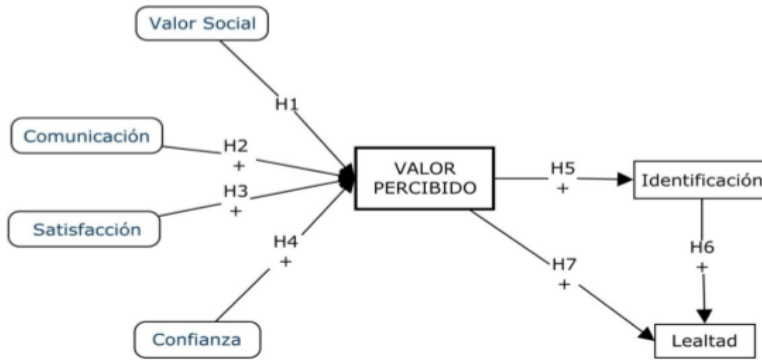 Valor Social
H1
Comunicación
H2
+
H3
+
Satisfacción
H4
+
Confianza
VALOR
PERCIBIDO
H5
+
Identificación
H6
+
H7
+
Lealtad